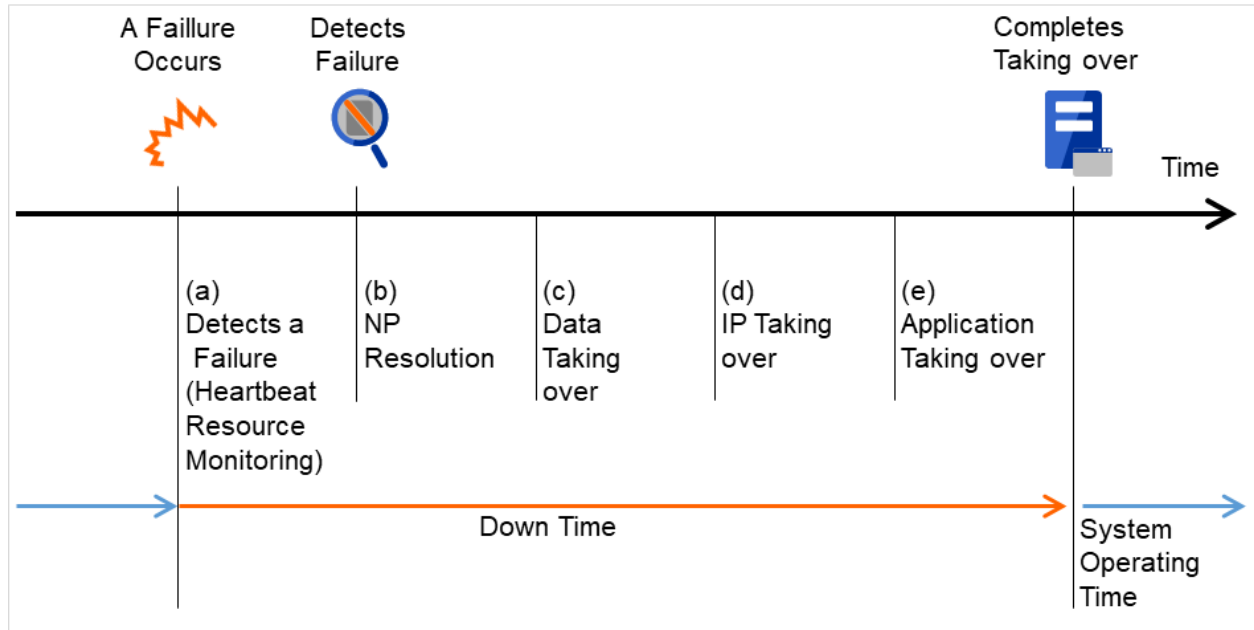 A Faillure
Occurs
Detects
Failure
Completes
Taking over
Time
(a)
Detects a
Failure
(Heartbeat
Resource
Monitoring)
(b)
NP
Resolution
(c)
Data
Taking
over
(d)
IP Taking
over
(e)
Application
Taking over
Down Time
System
Operating
Time